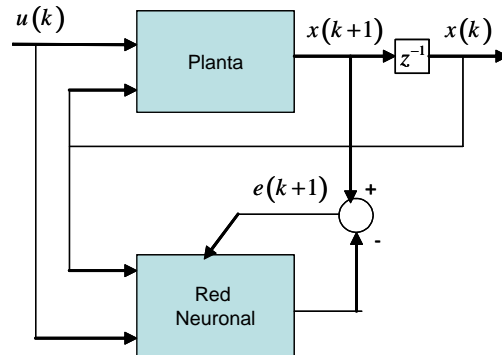 u(k)
x(k+1)
x(k)
Planta
z⁻¹
e(k+1)
+
-
Red
Neuronal